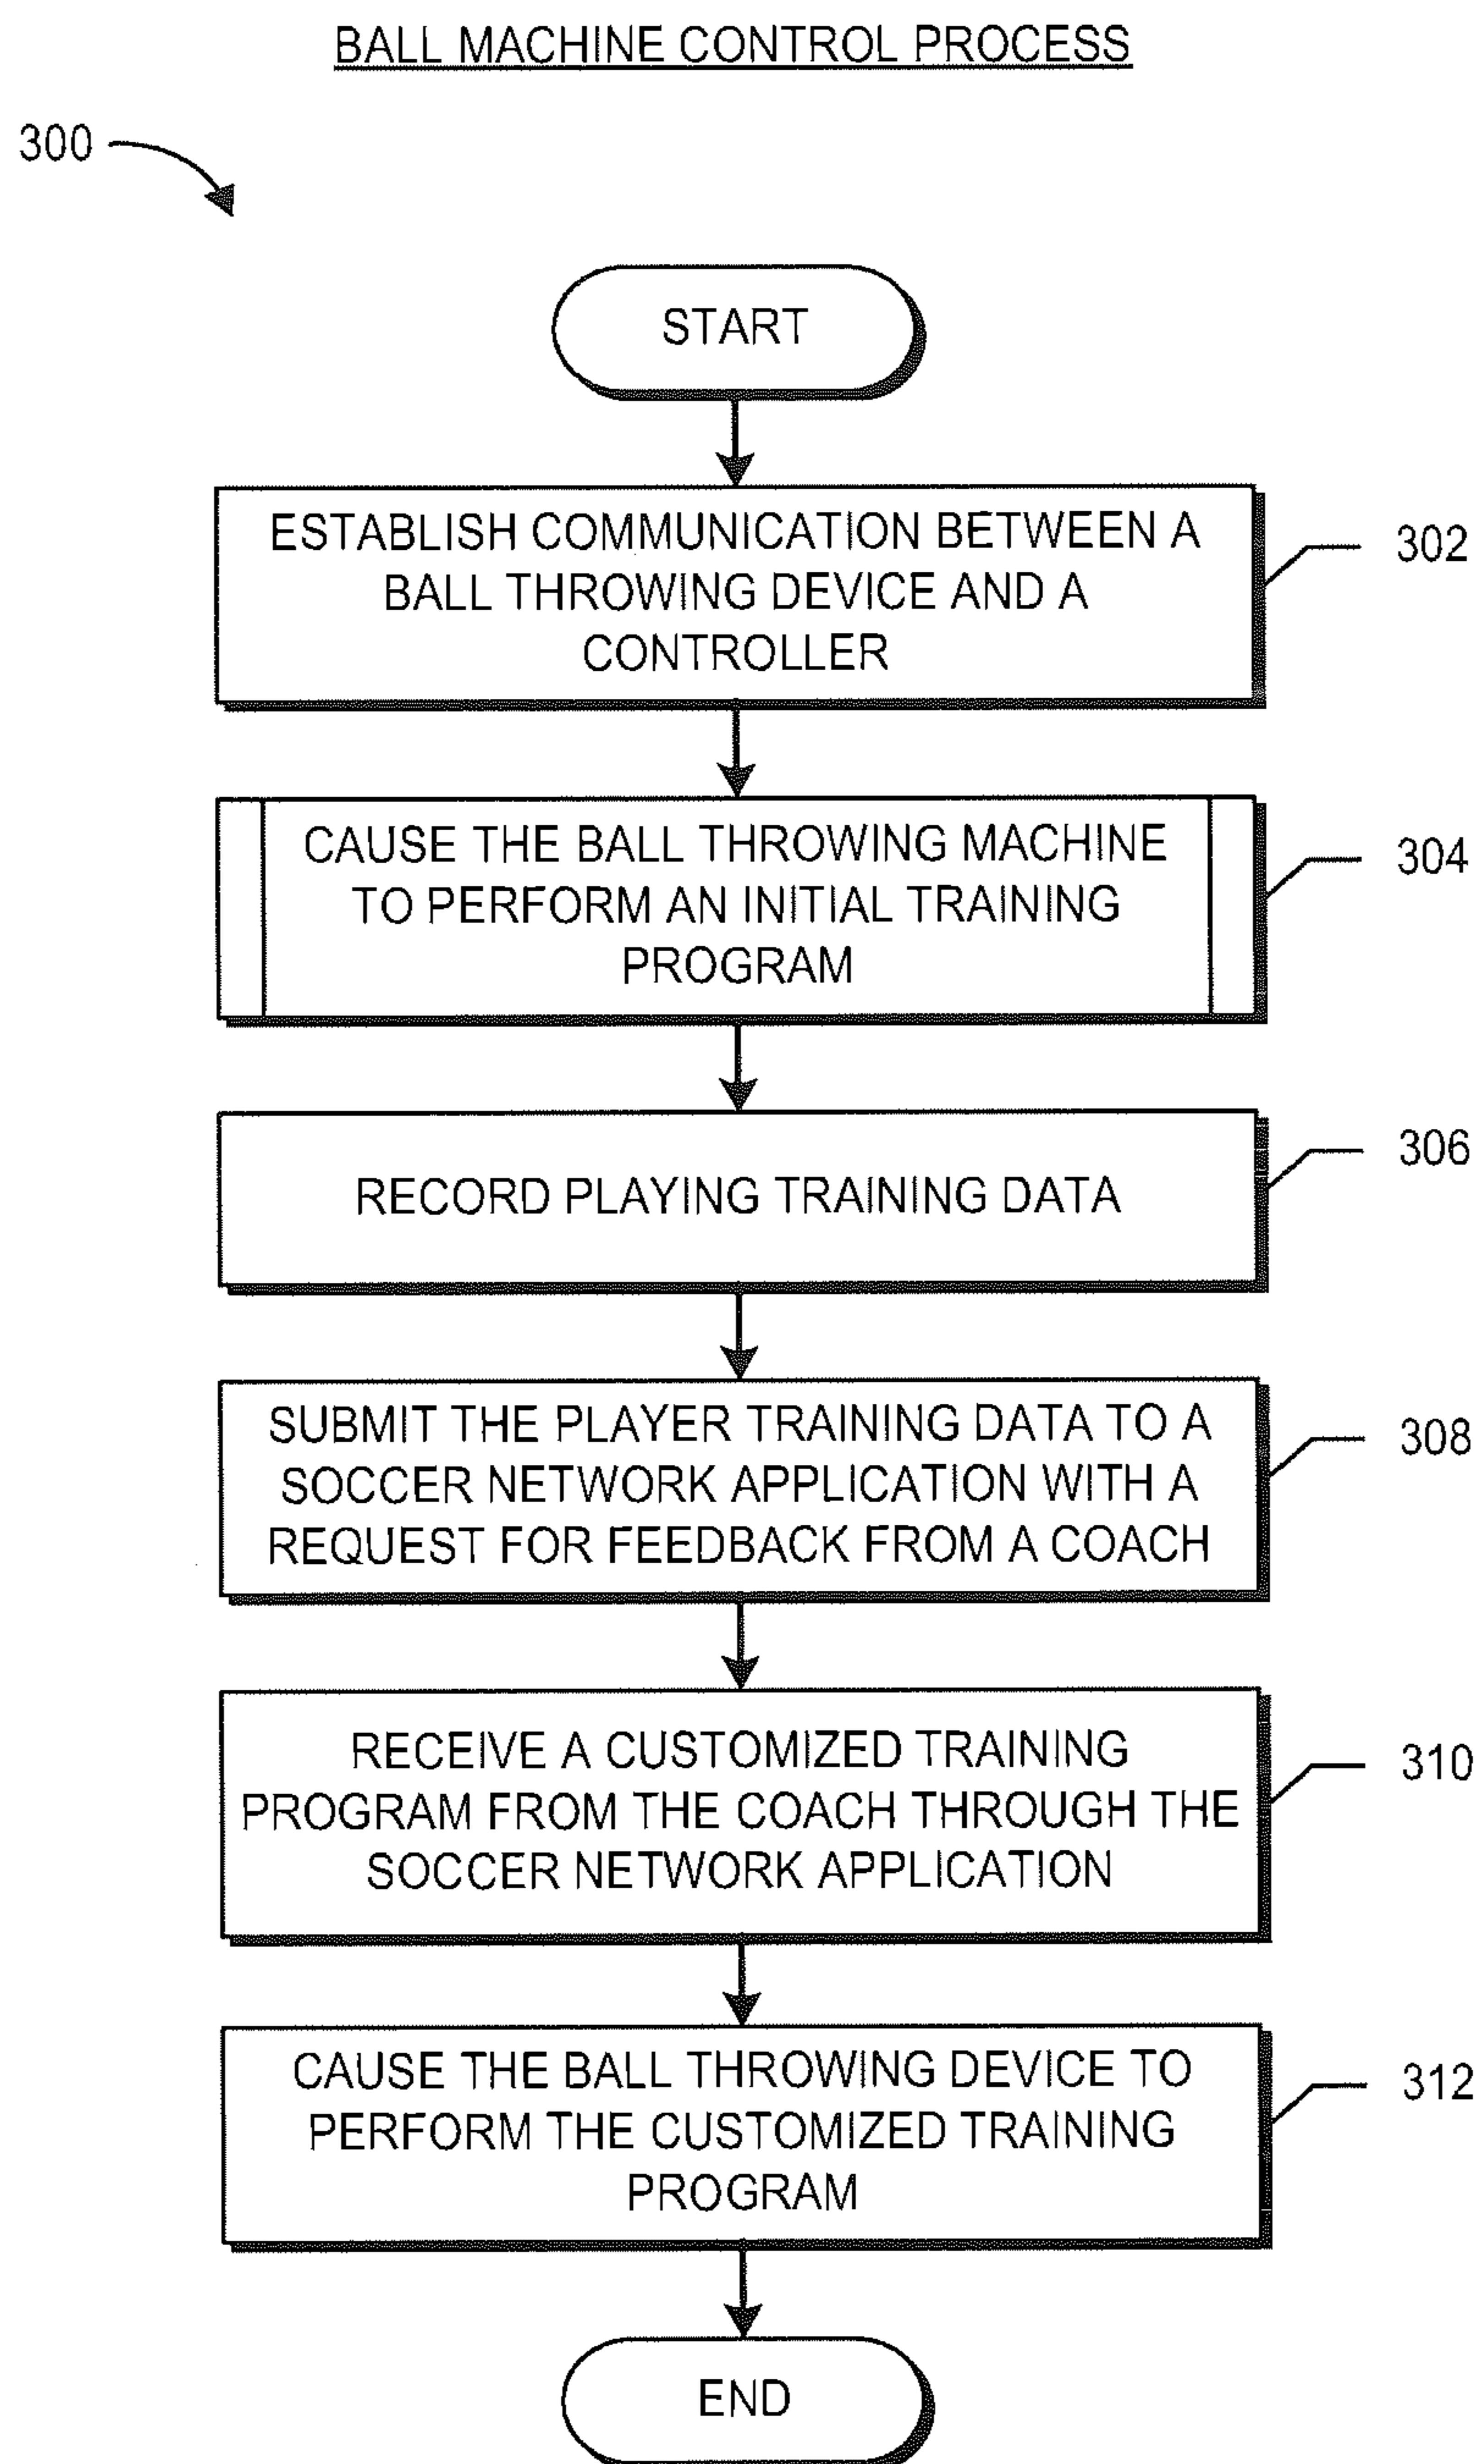 BALL MACHINE CONTROL PROCESS
300
START
ESTABLISH COMMUNICATION BETWEEN A
BALL THROWING DEVICE AND A
CONTROLLER
302
CAUSE THE BALL THROWING MACHINE
TO PERFORM AN INITIAL TRAINING
PROGRAM
304
RECORD PLAYING TRAINING DATA
306
SUBMIT THE PLAYER TRAINING DATA TO A
SOCCER NETWORK APPLICATION WITH A
REQUEST FOR FEEDBACK FROM A COACH
308
RECEIVE A CUSTOMIZED TRAINING
PROGRAM FROM THE COACH THROUGH THE
SOCCER NETWORK APPLICATION
310
CAUSE THE BALL THROWING DEVICE TO
PERFORM THE CUSTOMIZED TRAINING
PROGRAM
312
END